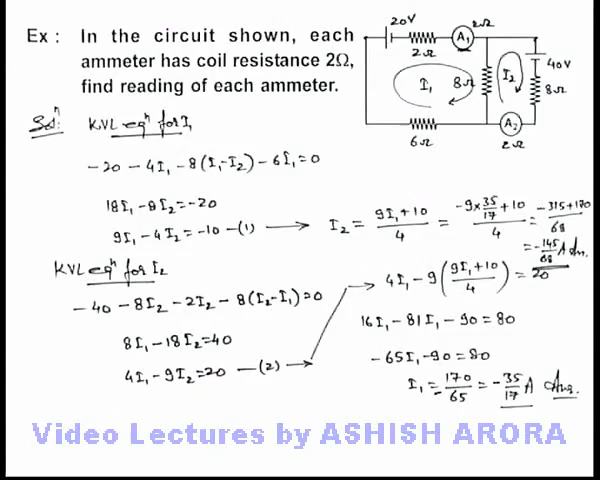 Ex : In the circuit shown, each
ammeter has coil resistance 2Ω,
find reading of each ammeter.
20V
2Ω
A₁
2Ω
40V
8Ω
I₁
8Ω
I₂
A₂
2Ω
6Ω
Solⁿ: KVL eqⁿ for I₁
-20 - 4I₁ - 8(I₁-I₂) - 6I₁ = 0
18I₁ - 8I₂ = -20
9I₁ - 4I₂ = -10 -(1) → I₂ = (9I₁+10)/4 = (-9×35/17+10)/4 = (-315+170)/68
= -145/68 A Ans.
KVL eqⁿ for I₂
-40 - 8I₂ - 2I₂ - 8(I₂-I₁) = 0
8I₁ - 18I₂ = 40
4I₁ - 9I₂ = 20 -(2) → 4I₁ - 9((9I₁+10)/4) = 20
16I₁ - 81I₁ - 90 = 80
-65I₁ - 90 = 80
I₁ = -170/65 = -35/17 A Ans.
Video Lectures by ASHISH ARORA